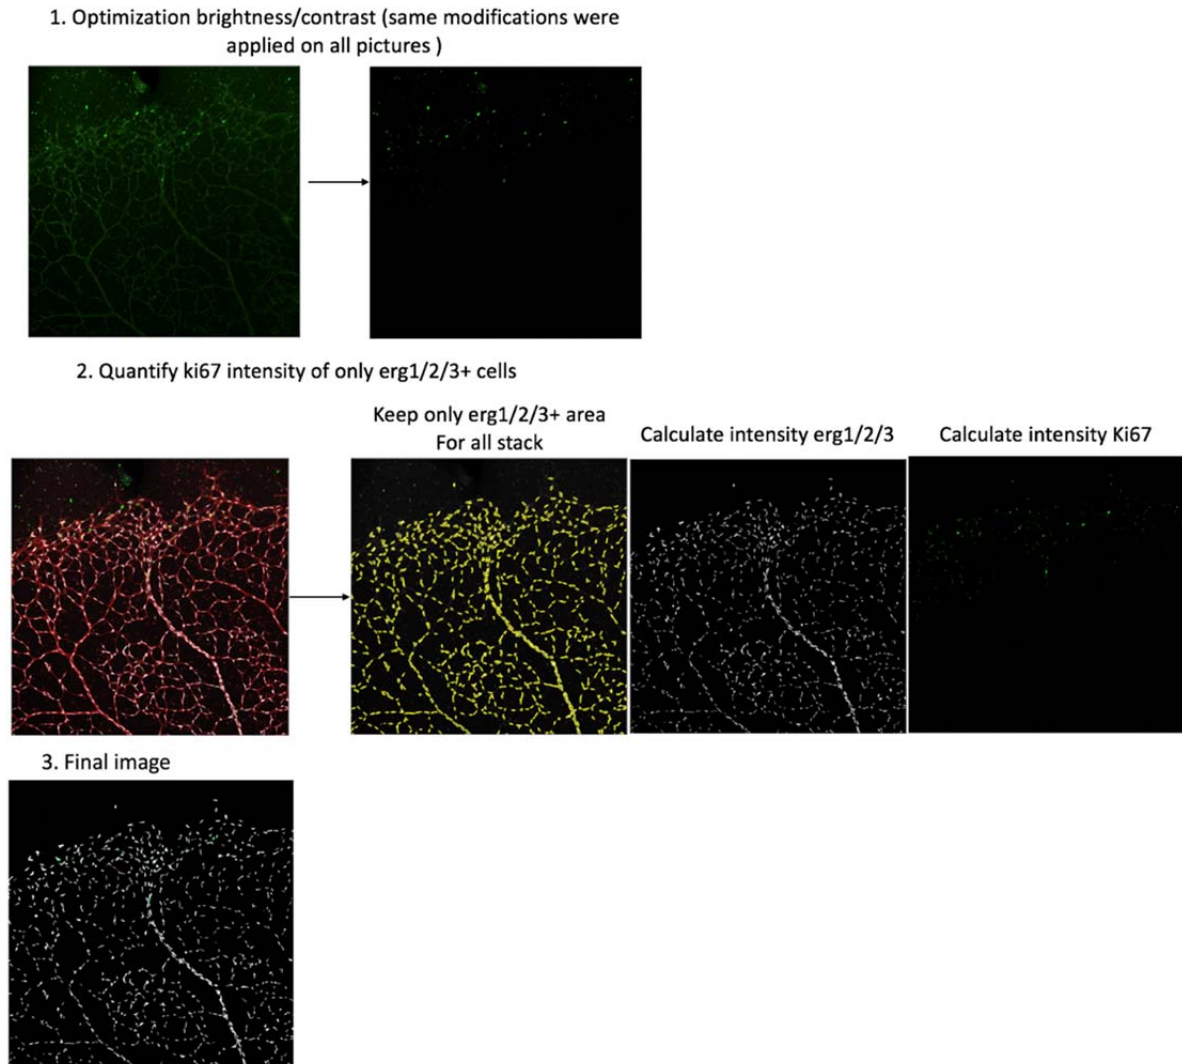 1. Optimization brightness/contrast (same modifications were
applied on all pictures )
2. Quantify ki67 intensity of only erg1/2/3+ cells
Keep only erg1/2/3+ area
For all stack
Calculate intensity erg1/2/3
Calculate intensity Ki67
3. Final image